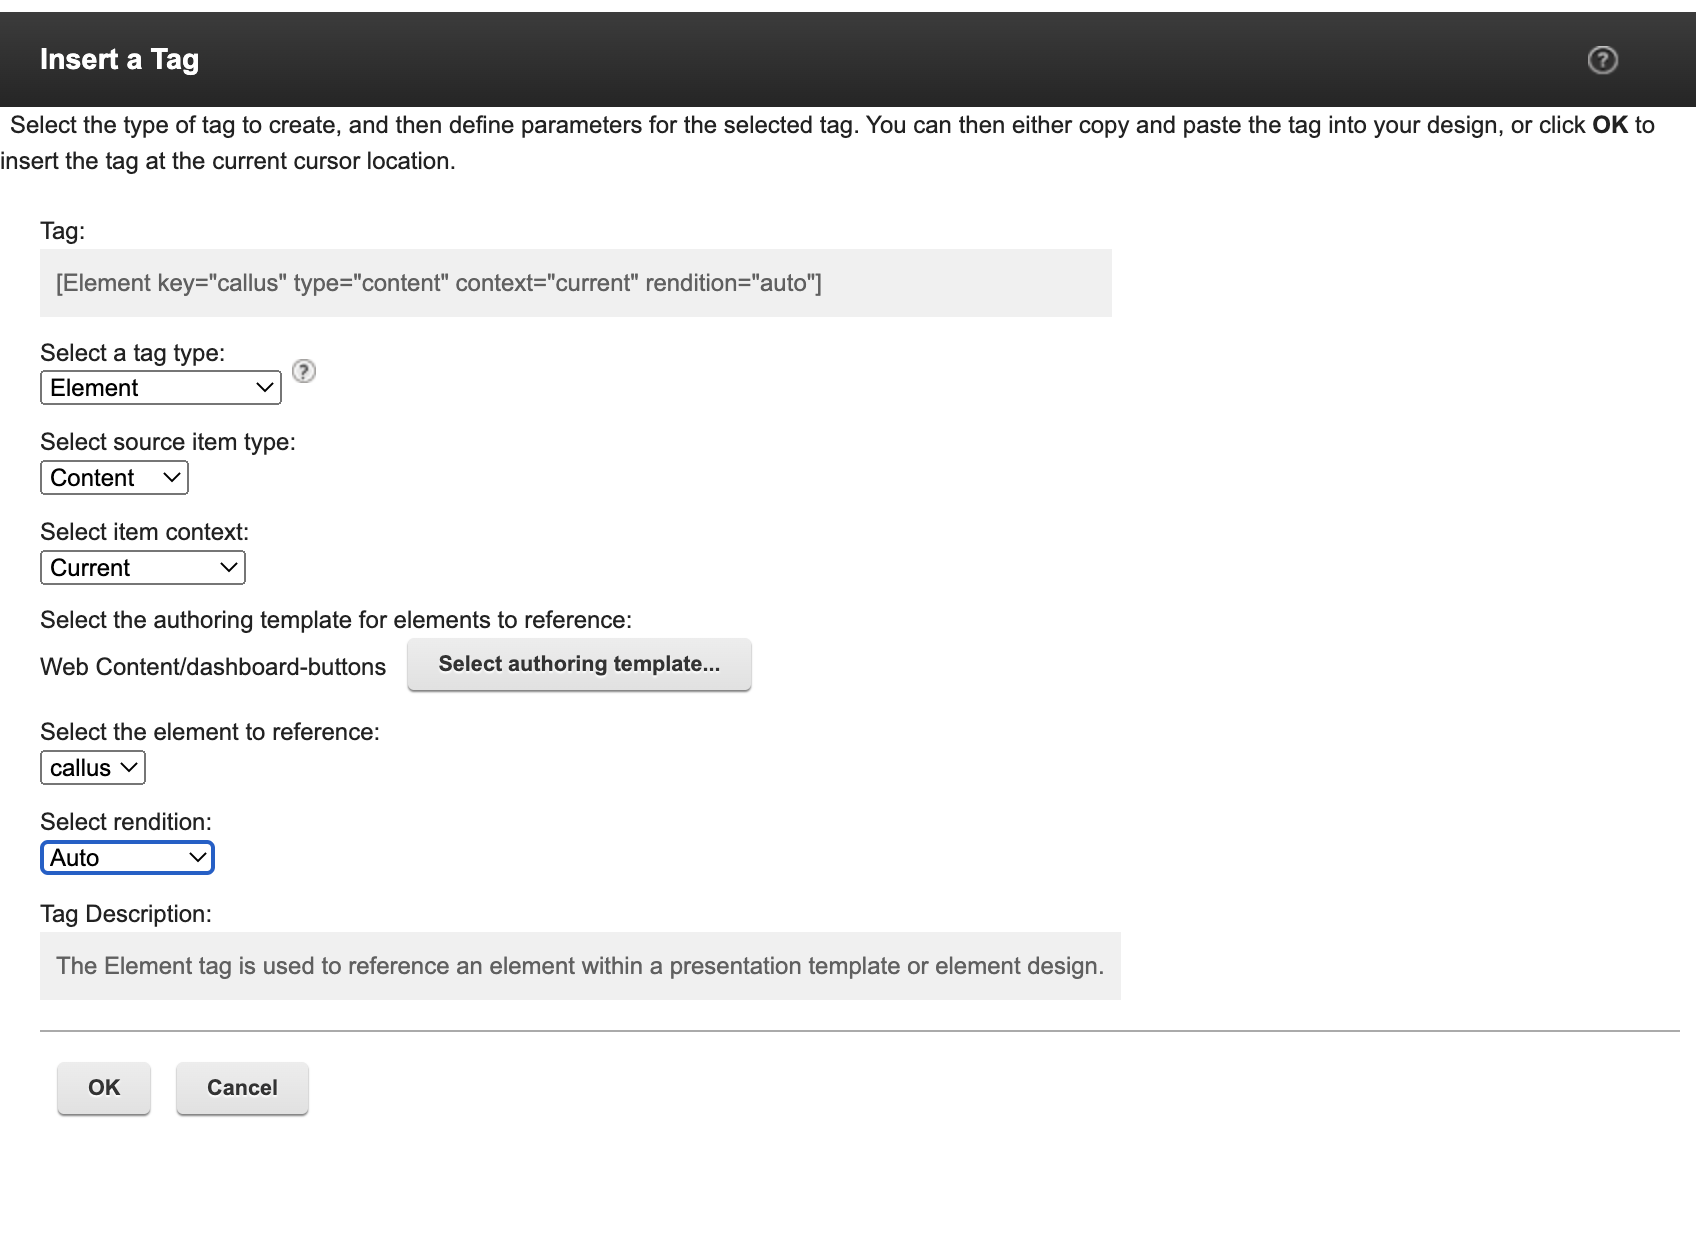 Insert a Tag
Select the type of tag to create, and then define parameters for the selected tag. You can then either copy and paste the tag into your design, or click OK to
insert the tag at the current cursor location.
Tag:
[Element key="callus" type="content" context="current" rendition="auto"]
Select a tag type:
Element
?
Select source item type:
Content
Select item context:
Current
Select the authoring template for elements to reference:
Web Content/dashboard-buttons Select authoring template...
Select the element to reference:
callus
Select rendition:
Auto
Tag Description:
The Element tag is used to reference an element within a presentation template or element design.
OK Cancel